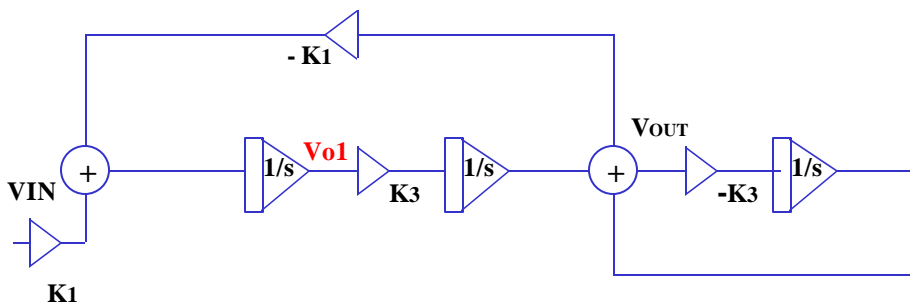 - K1
VOUT
Vo1
1/s
1/s
1/s
+
+
VIN
K3
-K3
K1